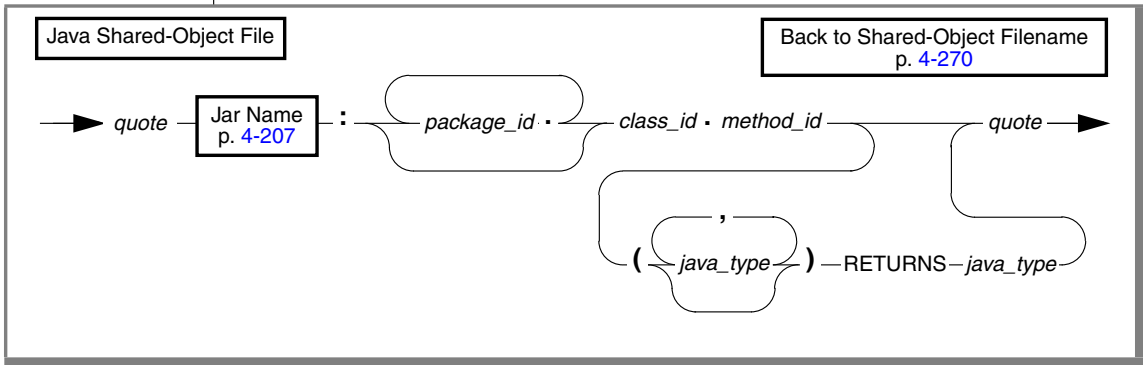 Java Shared-Object File
Back to Shared-Object Filename
p. 4-270
quote
Jar Name
p. 4-207
:
package_id .
class_id . method_id
quote
,
( java_type ) RETURNS java_type